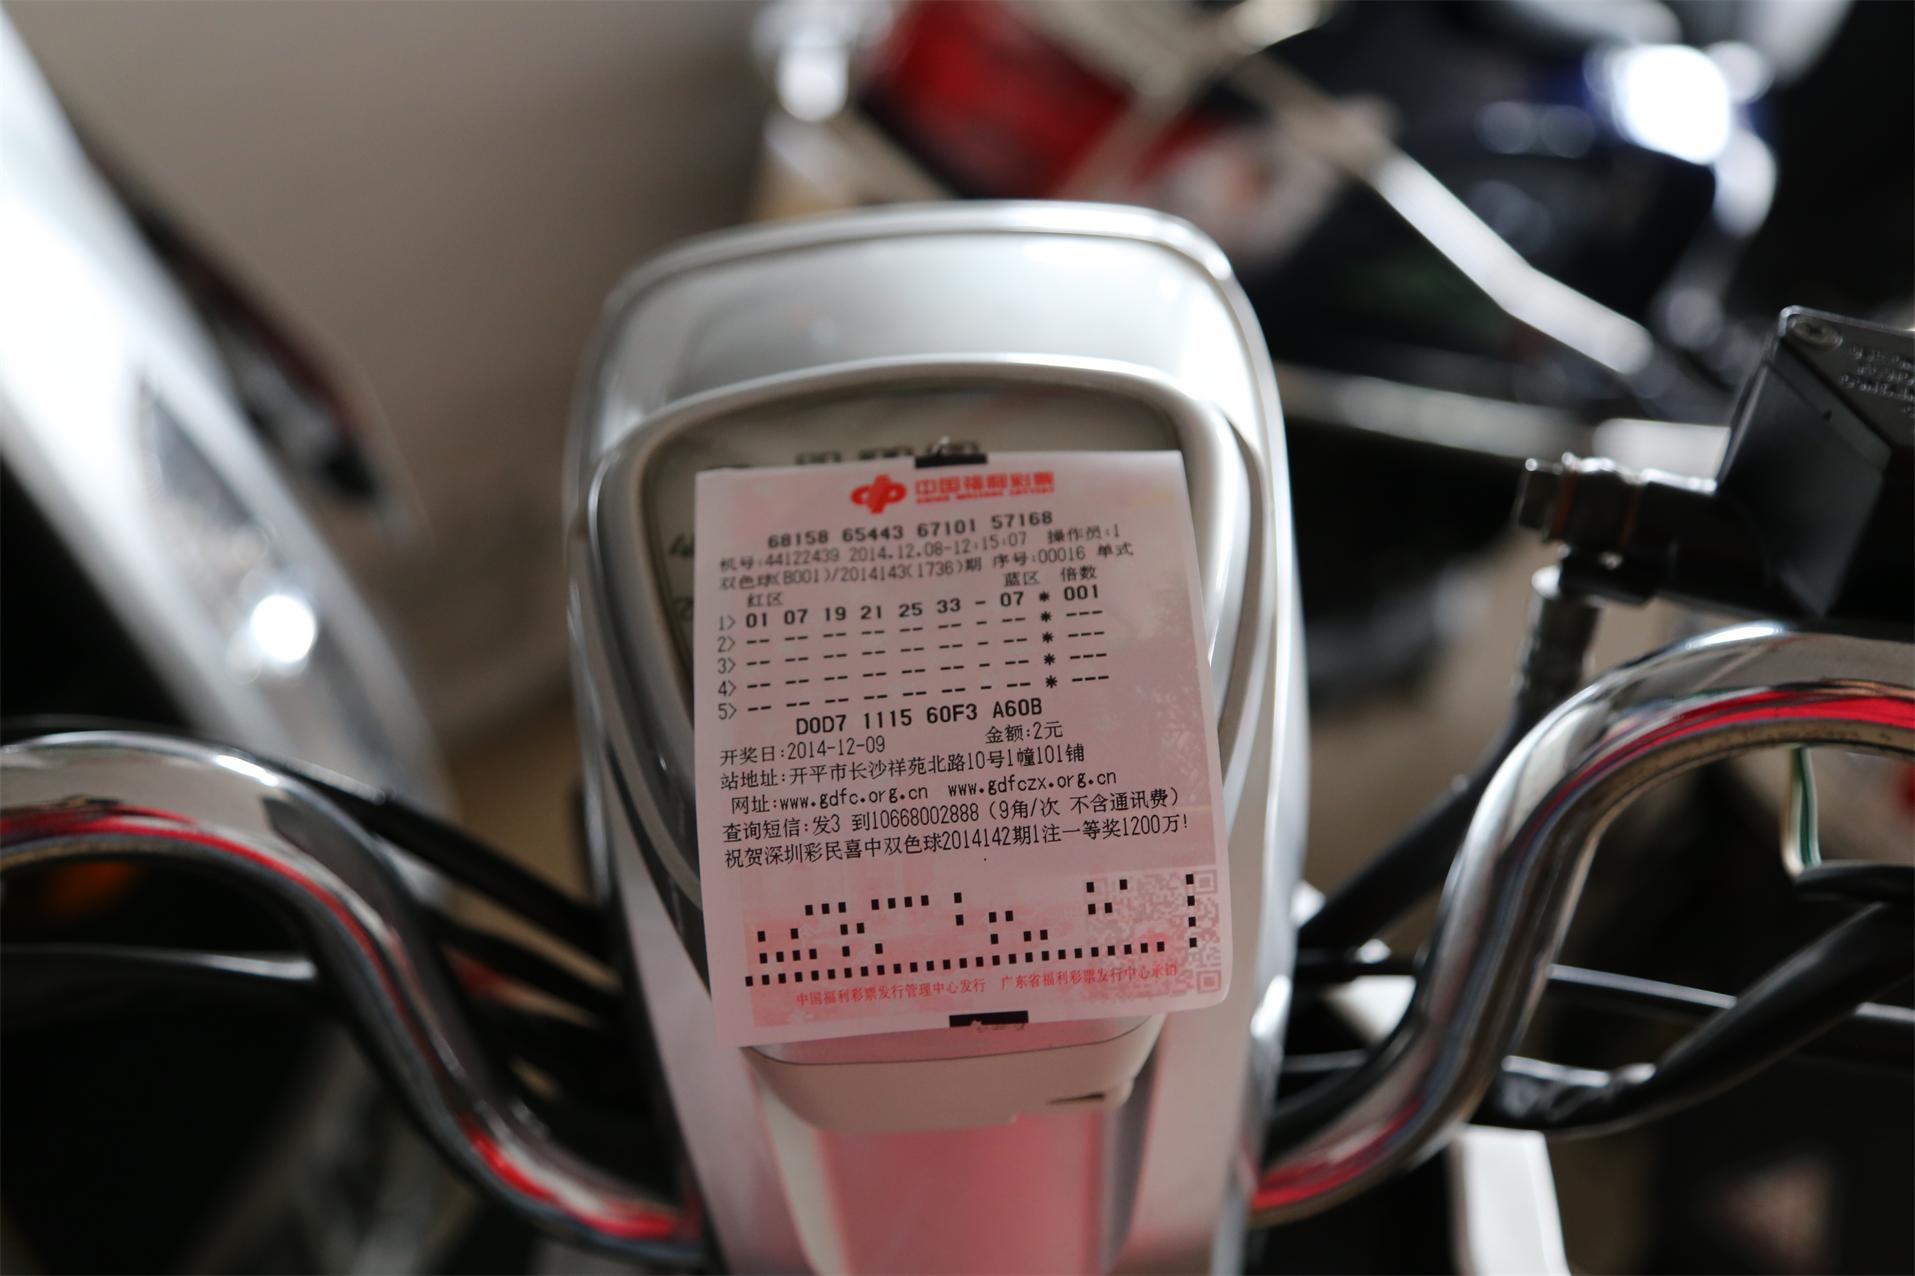 中国福利彩票
CHINA WELFARE LOTTERY
68158 65443 67101 57168
机号:44122439 2014.12.08-12:15:07 操作员:1
双色球(B001)/2014143(1736)期 序号:00016 单式
红区 蓝区 倍数
1> 01 07 19 21 25 33 - 07 * 001
2> -- -- -- -- -- -- - -- * ---
3> -- -- -- -- -- -- - -- * ---
4> -- -- -- -- -- -- - -- * ---
5> -- -- -- -- -- -- - -- * ---
D0D7 1115 60F3 A60B
开奖日:2014-12-09 金额:2元
站地址:开平市长沙祥苑北路10号1幢101铺
网址:www.gdfc.org.cn www.gdfczx.org.cn
查询短信:发3 到10668002888 (9角/次 不含通讯费)
祝贺深圳彩民喜中双色球2014142期1注一等奖1200万!
中国福利彩票发行管理中心发行 广东省福利彩票发行中心承销